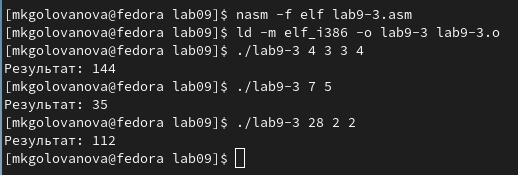 [mkgolovanova@fedora lab09]$ nasm -f elf lab9-3.asm
[mkgolovanova@fedora lab09]$ ld -m elf_i386 -o lab9-3 lab9-3.o
[mkgolovanova@fedora lab09]$ ./lab9-3 4 3 3 4
Результат: 144
[mkgolovanova@fedora lab09]$ ./lab9-3 7 5
Результат: 35
[mkgolovanova@fedora lab09]$ ./lab9-3 28 2 2
Результат: 112
[mkgolovanova@fedora lab09]$